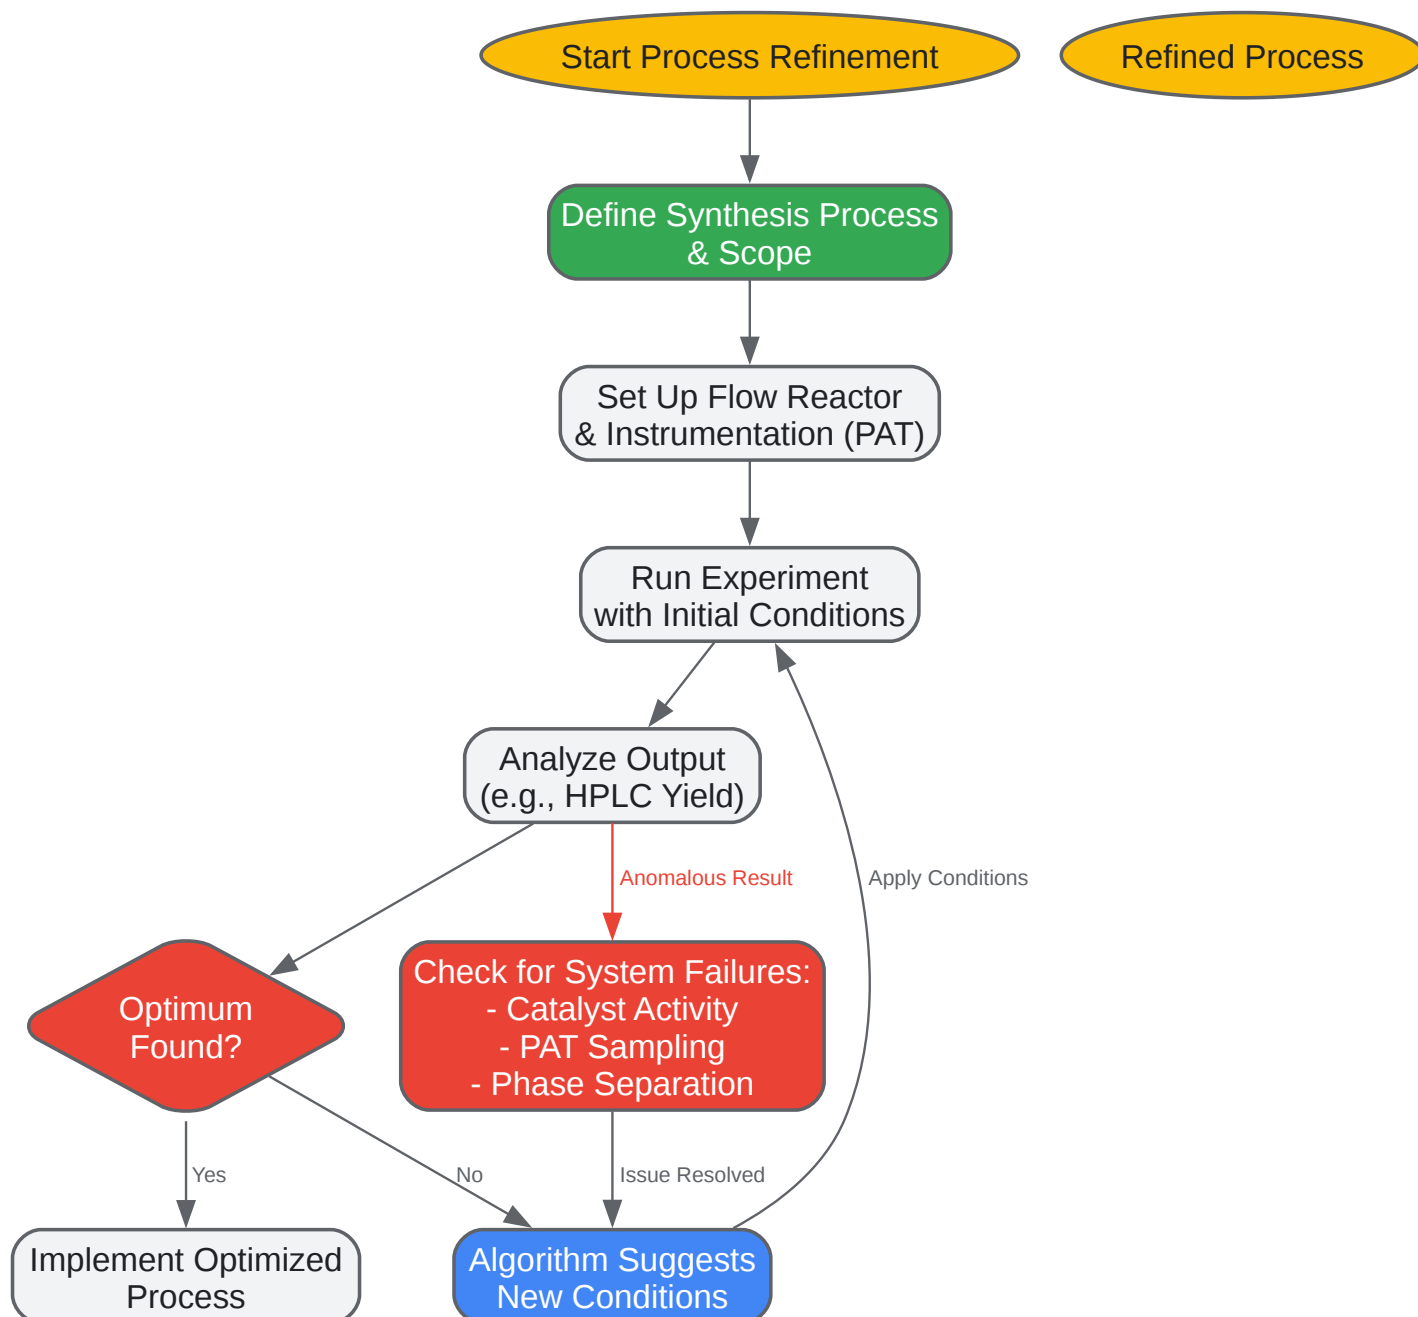 Start Process Refinement
Refined Process
Define Synthesis Process
& Scope
Set Up Flow Reactor
& Instrumentation (PAT)
Run Experiment
with Initial Conditions
Analyze Output
(e.g., HPLC Yield)
Anomalous Result
Apply Conditions
Optimum
Found?
Check for System Failures:
- Catalyst Activity
- PAT Sampling
- Phase Separation
Yes
No
Issue Resolved
Implement Optimized
Process
Algorithm Suggests
New Conditions